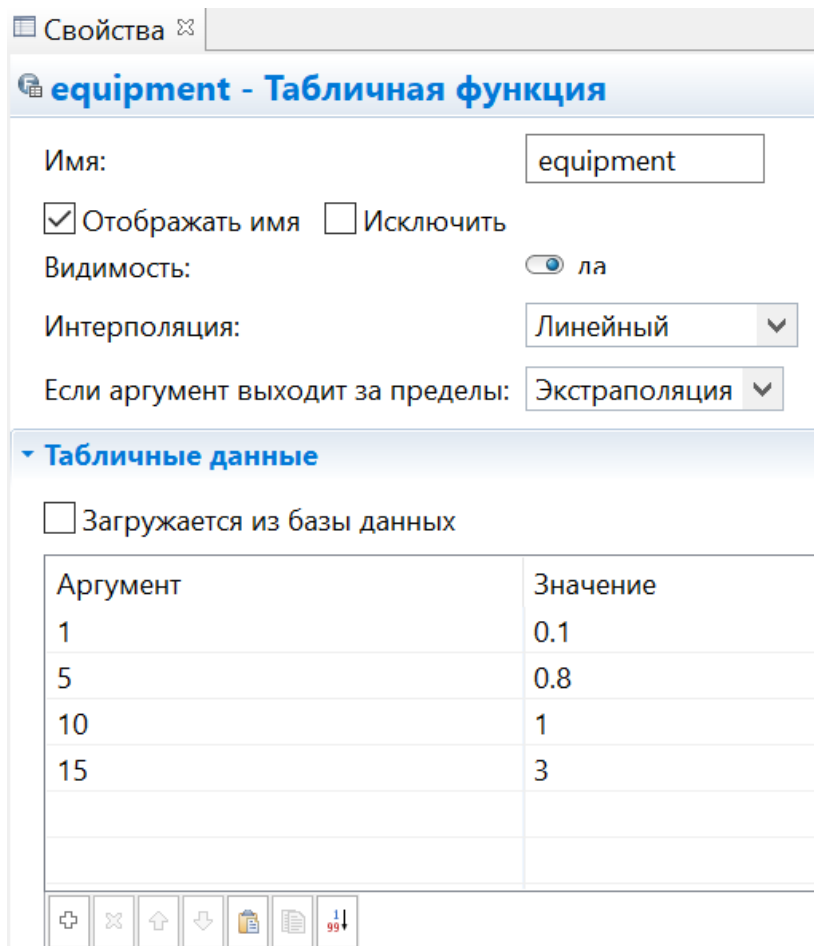 Свойства
equipment - Табличная функция
Имя: equipment
Отображать имя Исключить
Видимость: да
Интерполяция: Линейный
Если аргумент выходит за пределы: Экстраполяция
Табличные данные
Загружается из базы данных
Аргумент Значение
1 0.1
5 0.8
10 1
15 3